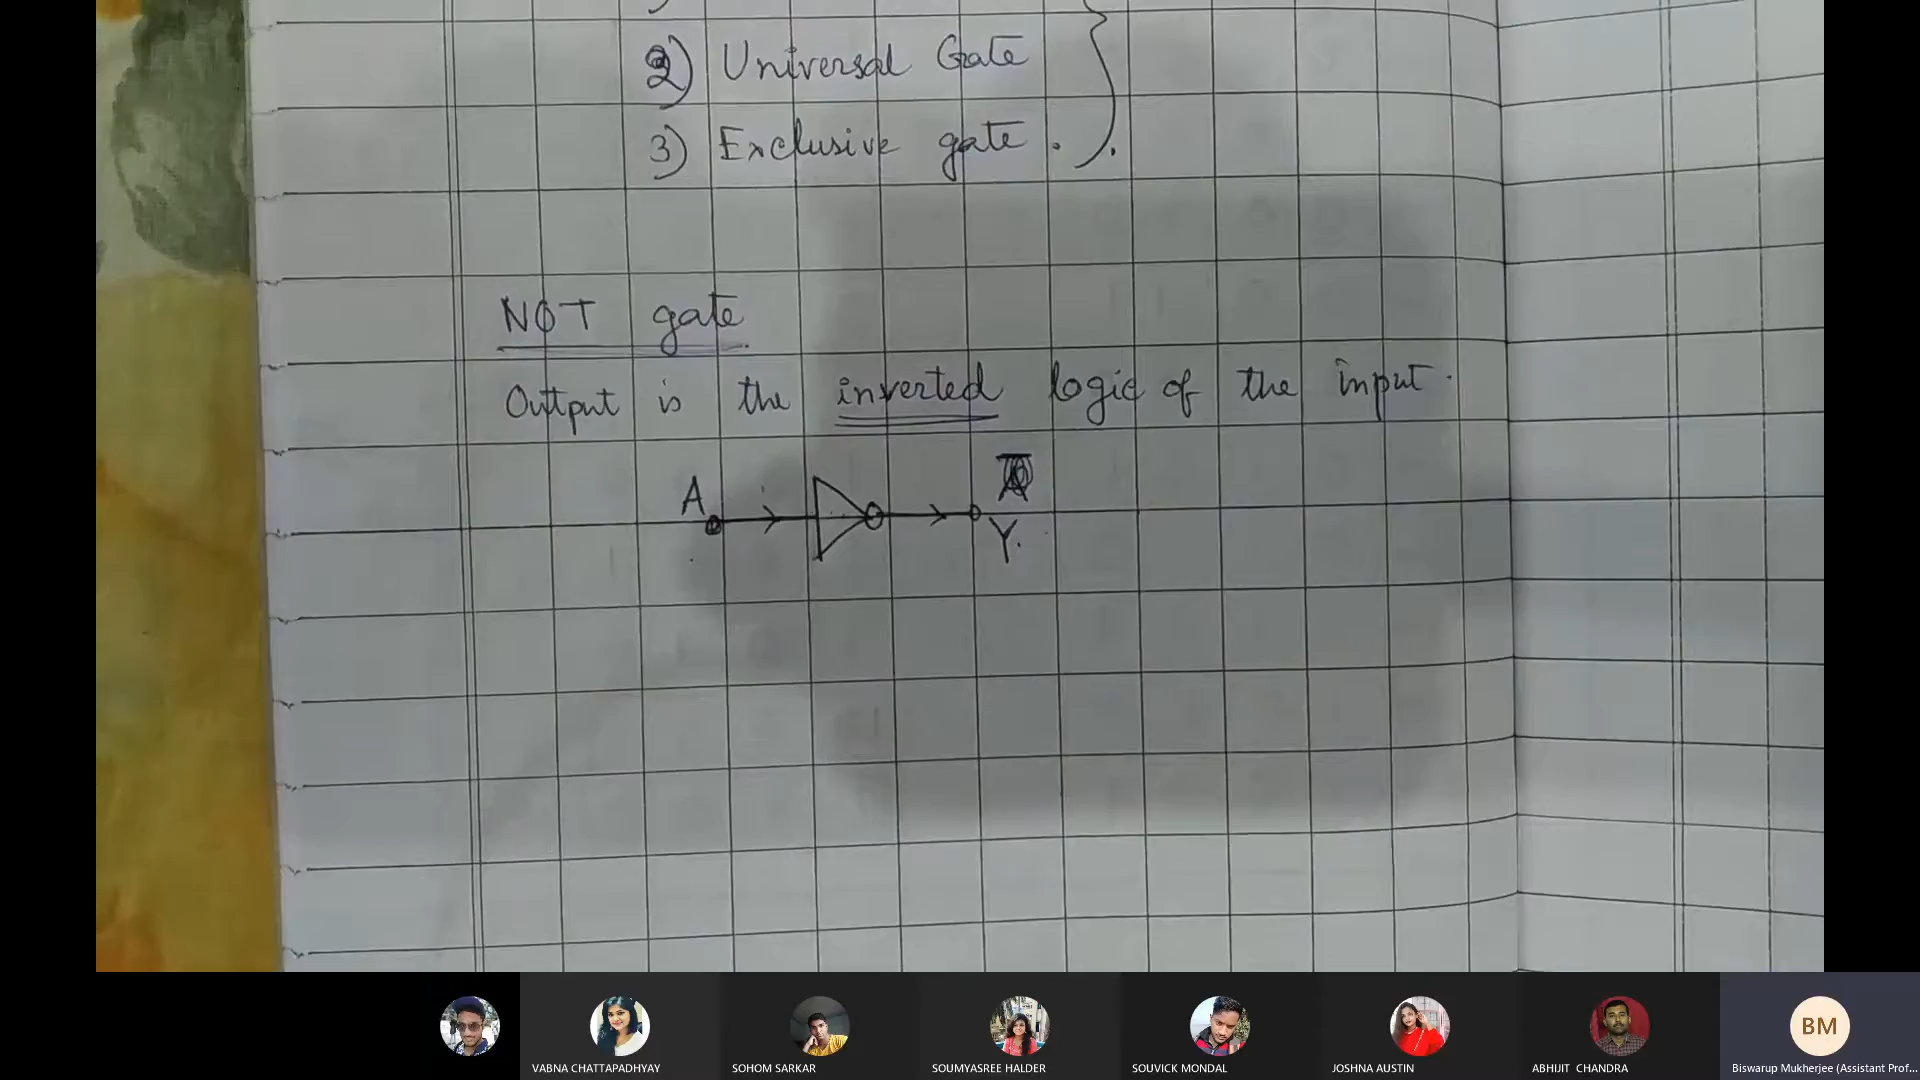 2) Universal Gate
3) Exclusive gate.
NOT gate
Output is the inverted logic of the input.
A
Y.
VABNA CHATTAPADHYAY
SOHOM SARKAR
SOUMYASREE HALDER
SOUVICK MONDAL
JOSHNA AUSTIN
ABHIJIT CHANDRA
BM
Biswarup Mukherjee (Assistant Prof...